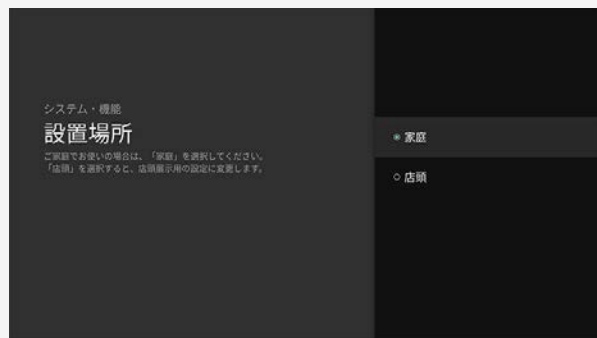 システム・機能
設置場所
ご家庭でお使いの場合は、「家庭」を選択してください。
「店頭」を選択すると、店頭展示用の設定に変更します。
家庭
店頭